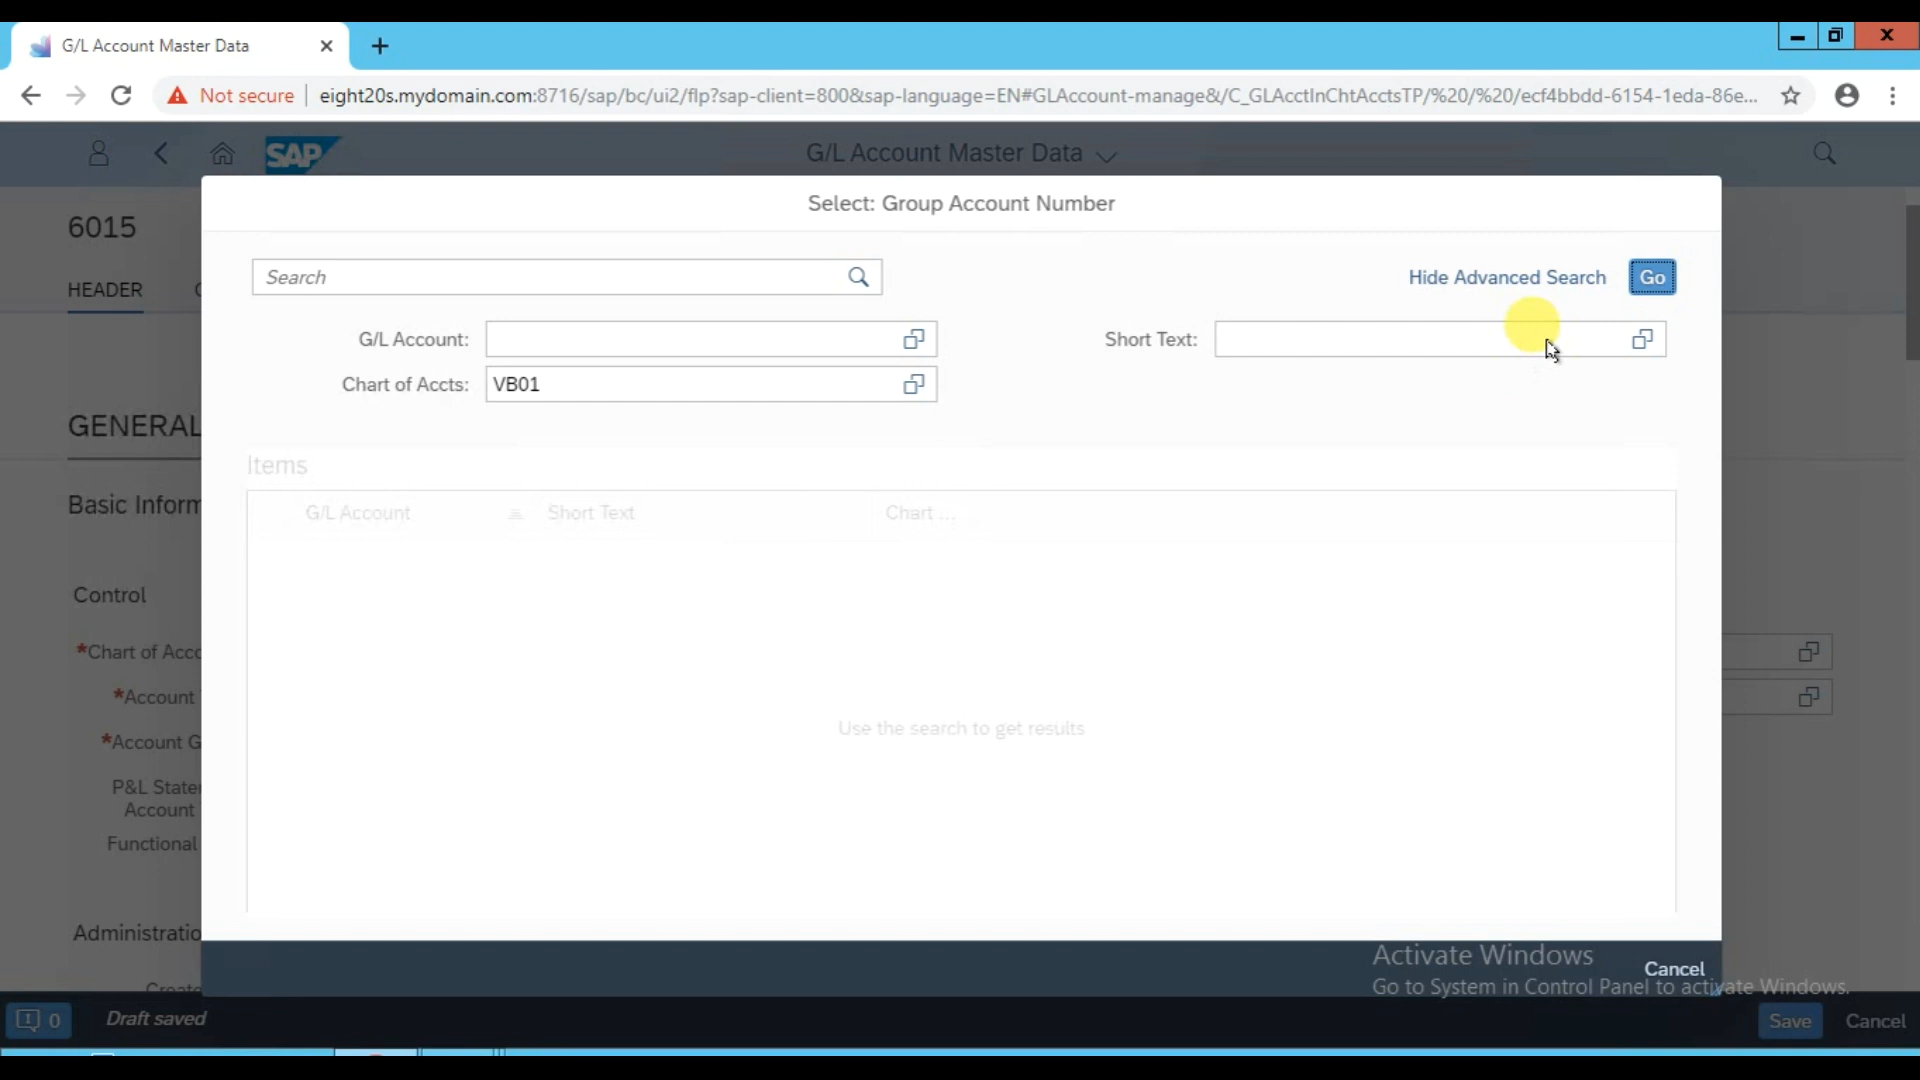 G/L Account Master Data
Not secure
eight20s.mydomain.com:8716/sap/bc/ui2/flp?sap-client=800&sap-language=EN#GLAccount-manage&/C_GLAcctInChtAcctsTP/%20/%20/ecf4bbdd-6154-1eda-86e...
SAP
G/L Account Master Data
6015
Select: Group Account Number
HEADER
Search
Hide Advanced Search
Go
G/L Account:
Short Text:
Chart of Accts: VB01
GENERAL
Items
Basic Inform
G/L Account Short Text Chart ...
Control
*Chart of Acco
*Account
Use the search to get results
*Account G
P&L Stater
Account
Functional
Administratio
Activate Windows
Cancel
Go to System in Control Panel to activate Windows.
Create
0
Draft saved
Save
Cancel